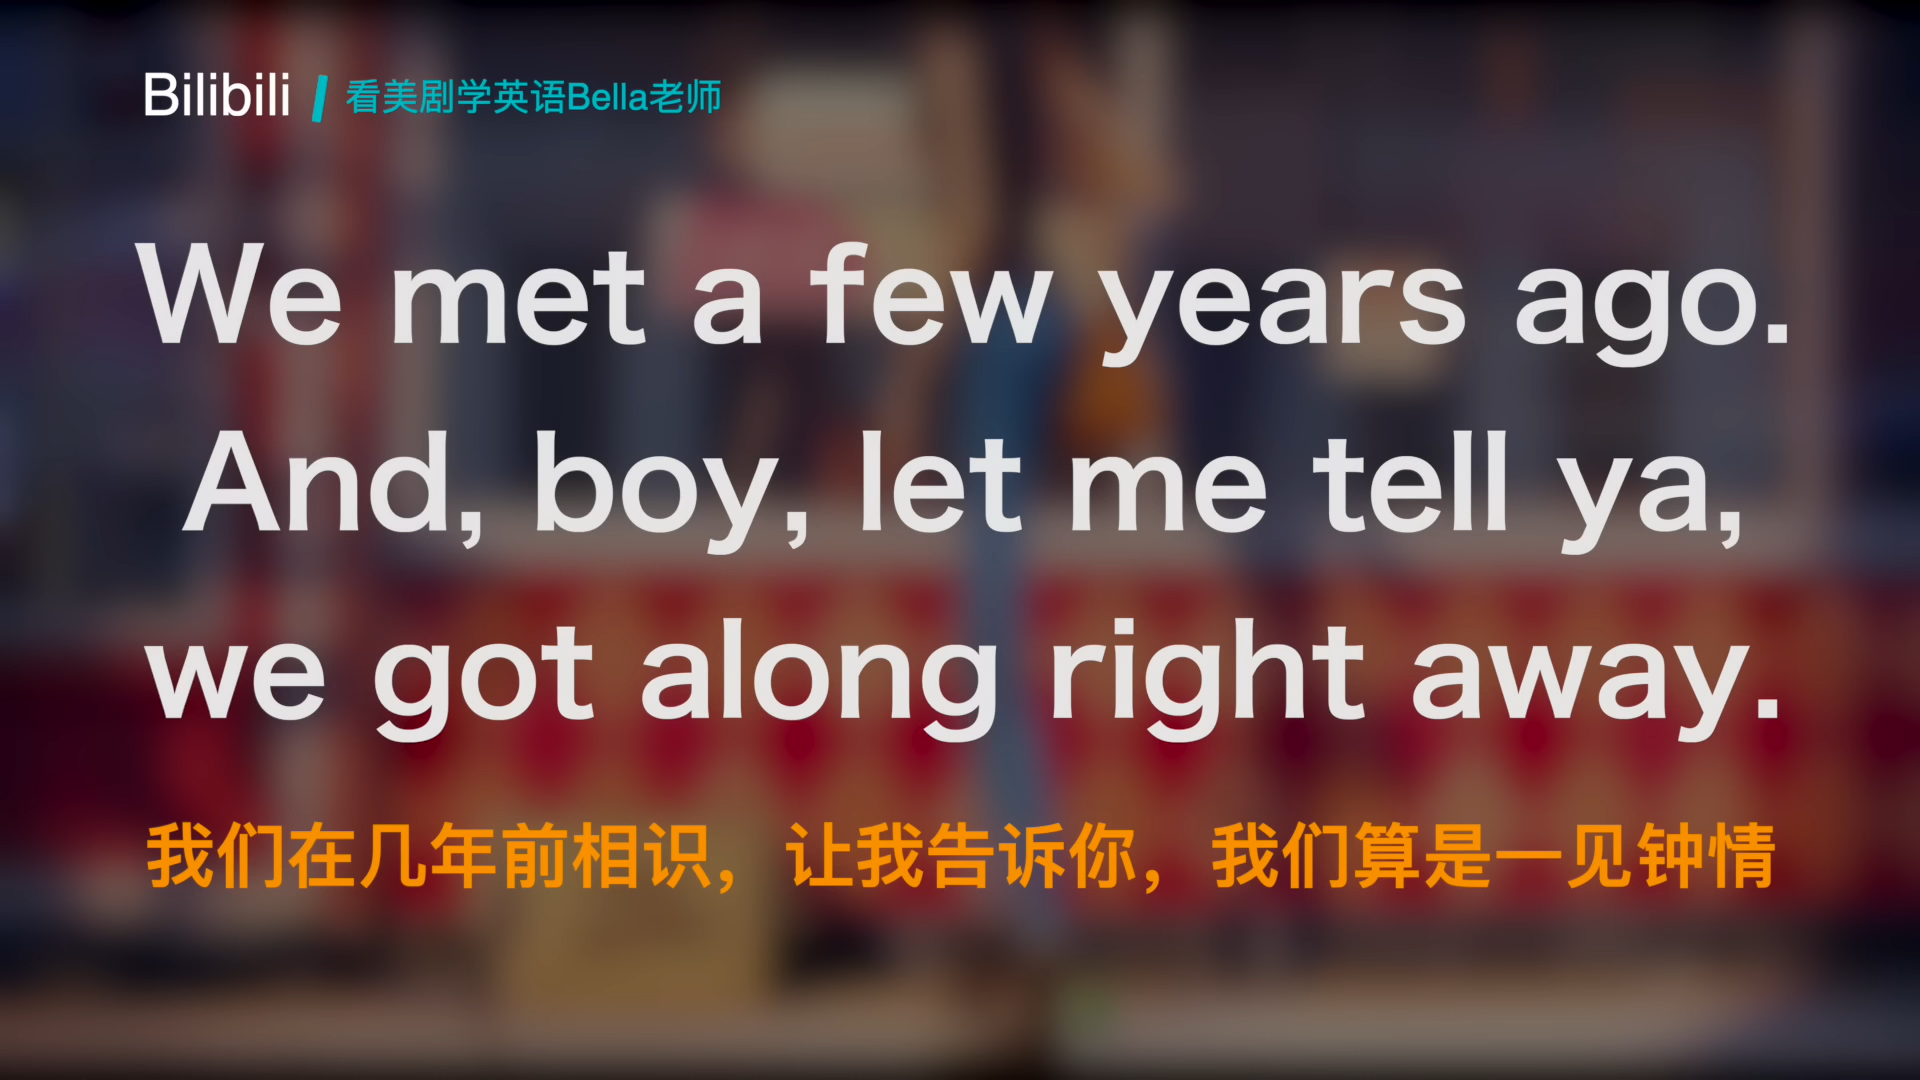 Bilibili / 看美剧学英语Bella老师
We met a few years ago.
And, boy, let me tell ya,
we got along right away.
我们在几年前相识，让我告诉你，我们算是一见钟情